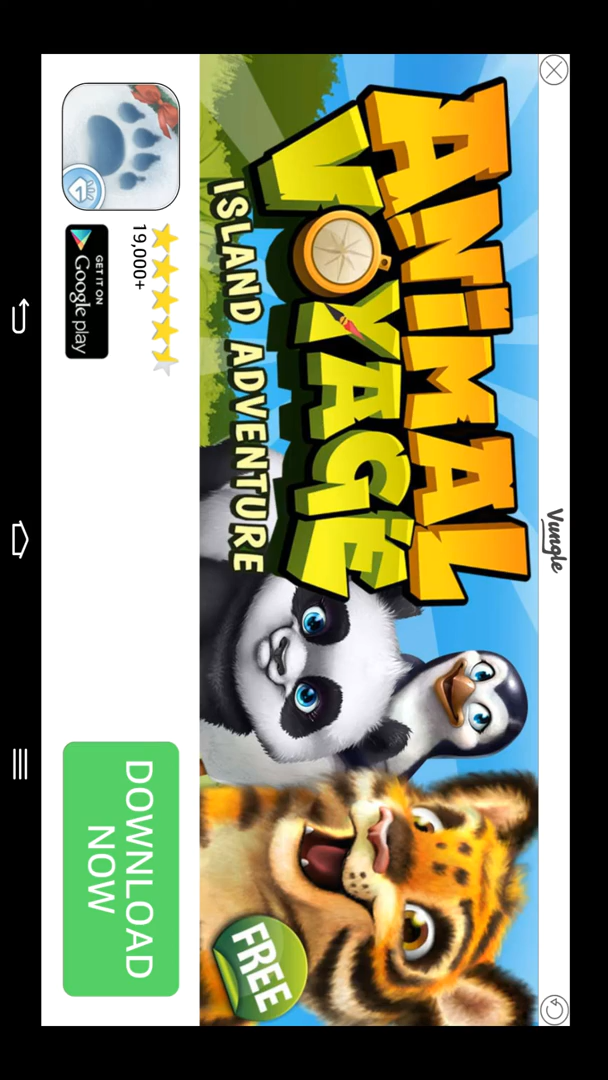 Vungle
ANIMAL
VOYAGE
ISLAND ADVENTURE
FREE
19,000+
GET IT ON
Google play
DOWNLOAD
NOW